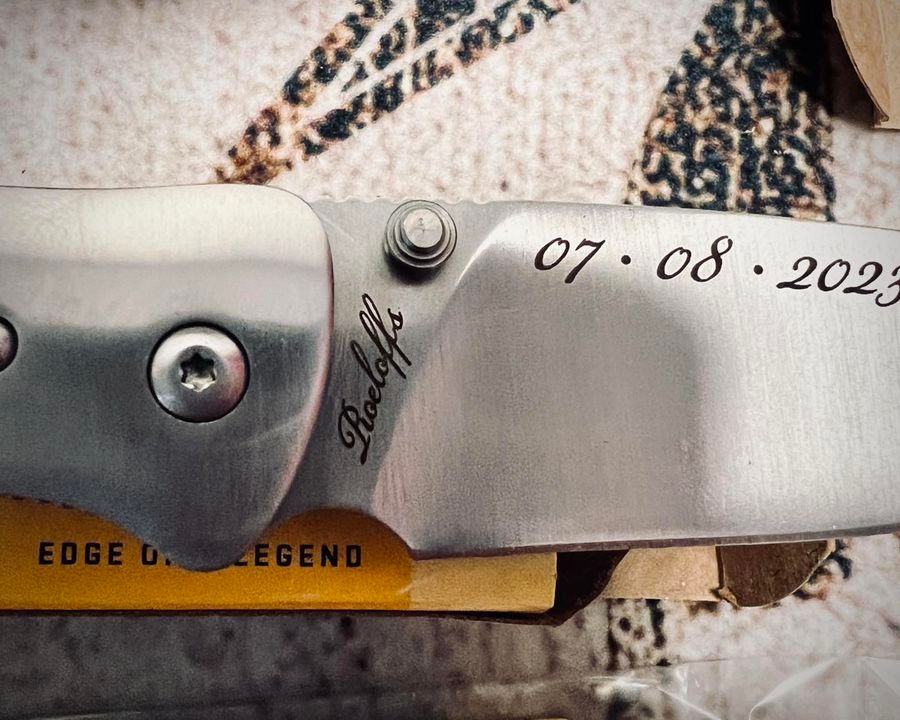 07 • 08 • 2023
Roeloffs
EDGE O LEGEND